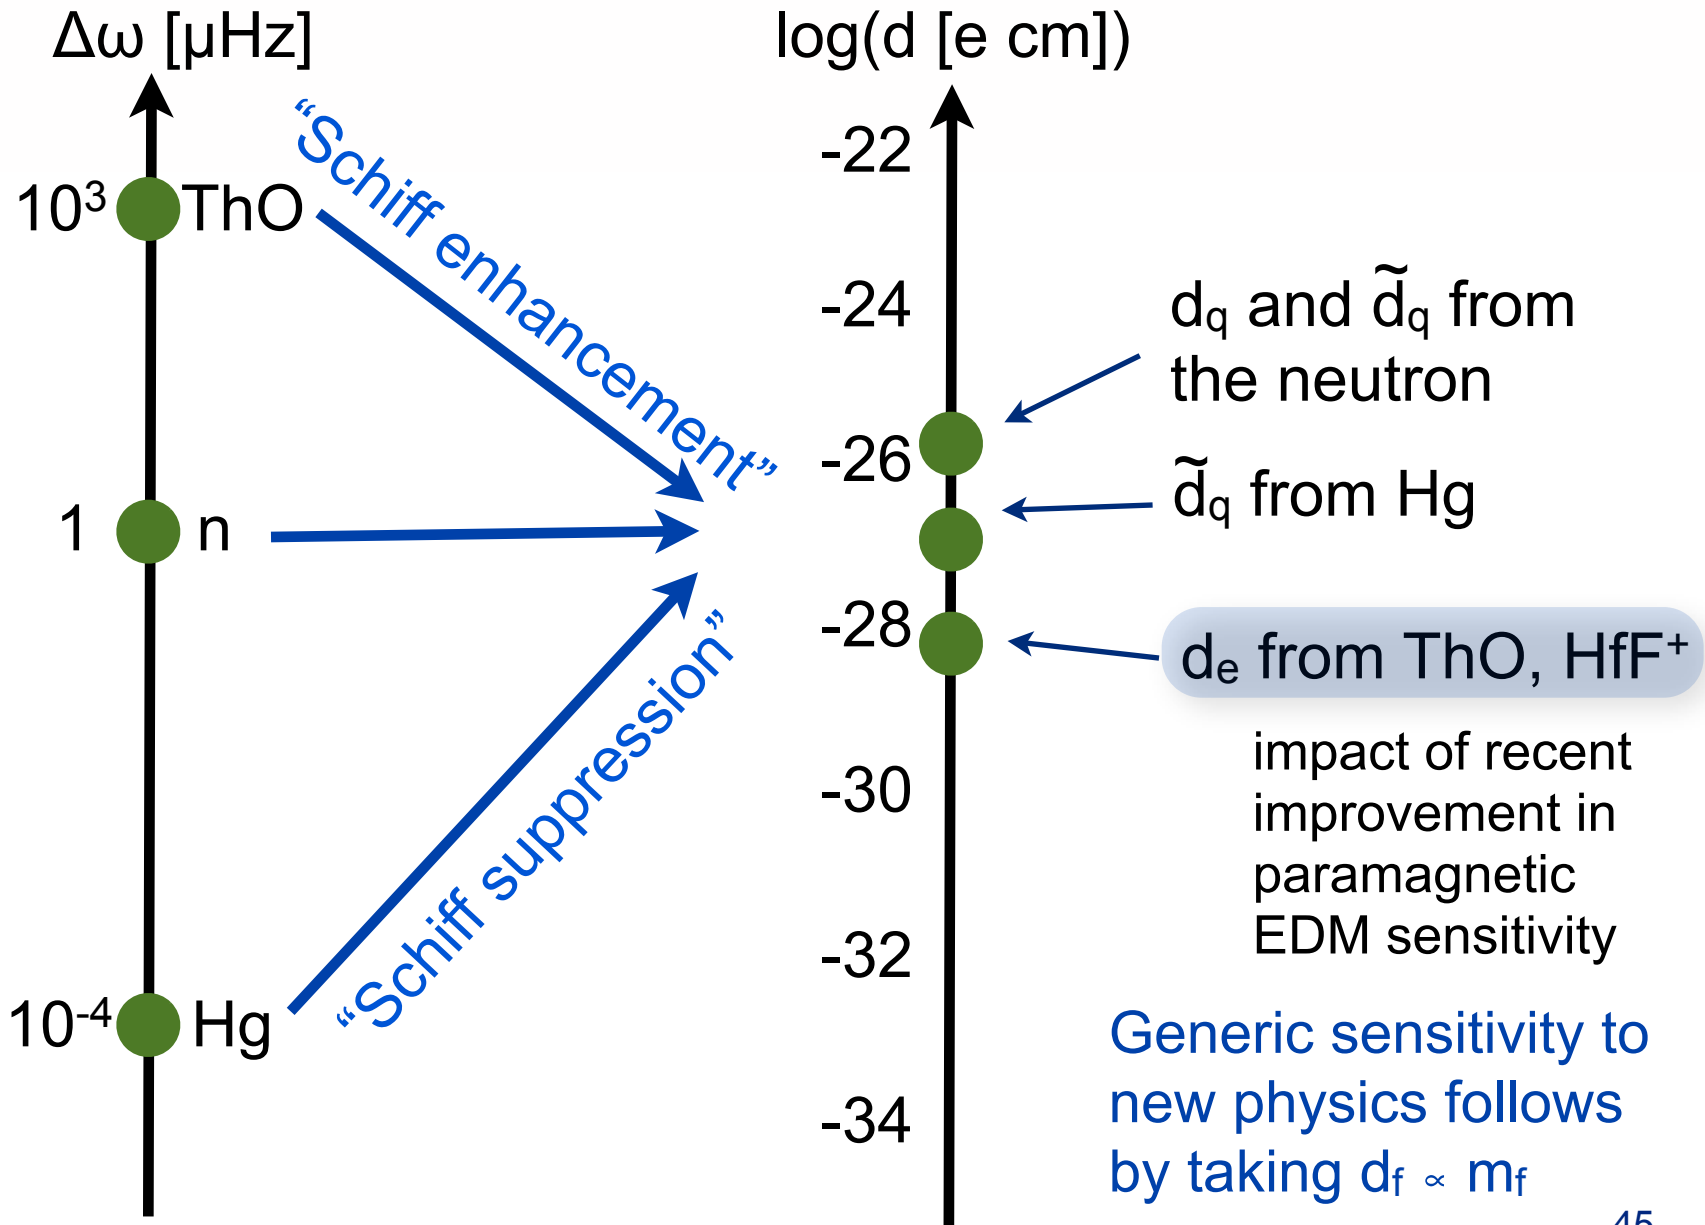 Δω [μHz]
log(d [e cm])
10³
ThO
1
n
10⁻⁴
Hg
“Schiff enhancement”
“Schiff suppression”
-22
-24
-26
-28
-30
-32
-34
d_q and d̃_q from
the neutron
d̃_q from Hg
d_e from ThO, HfF⁺
impact of recent
improvement in
paramagnetic
EDM sensitivity
Generic sensitivity to
new physics follows
by taking d_f ∝ m_f
45